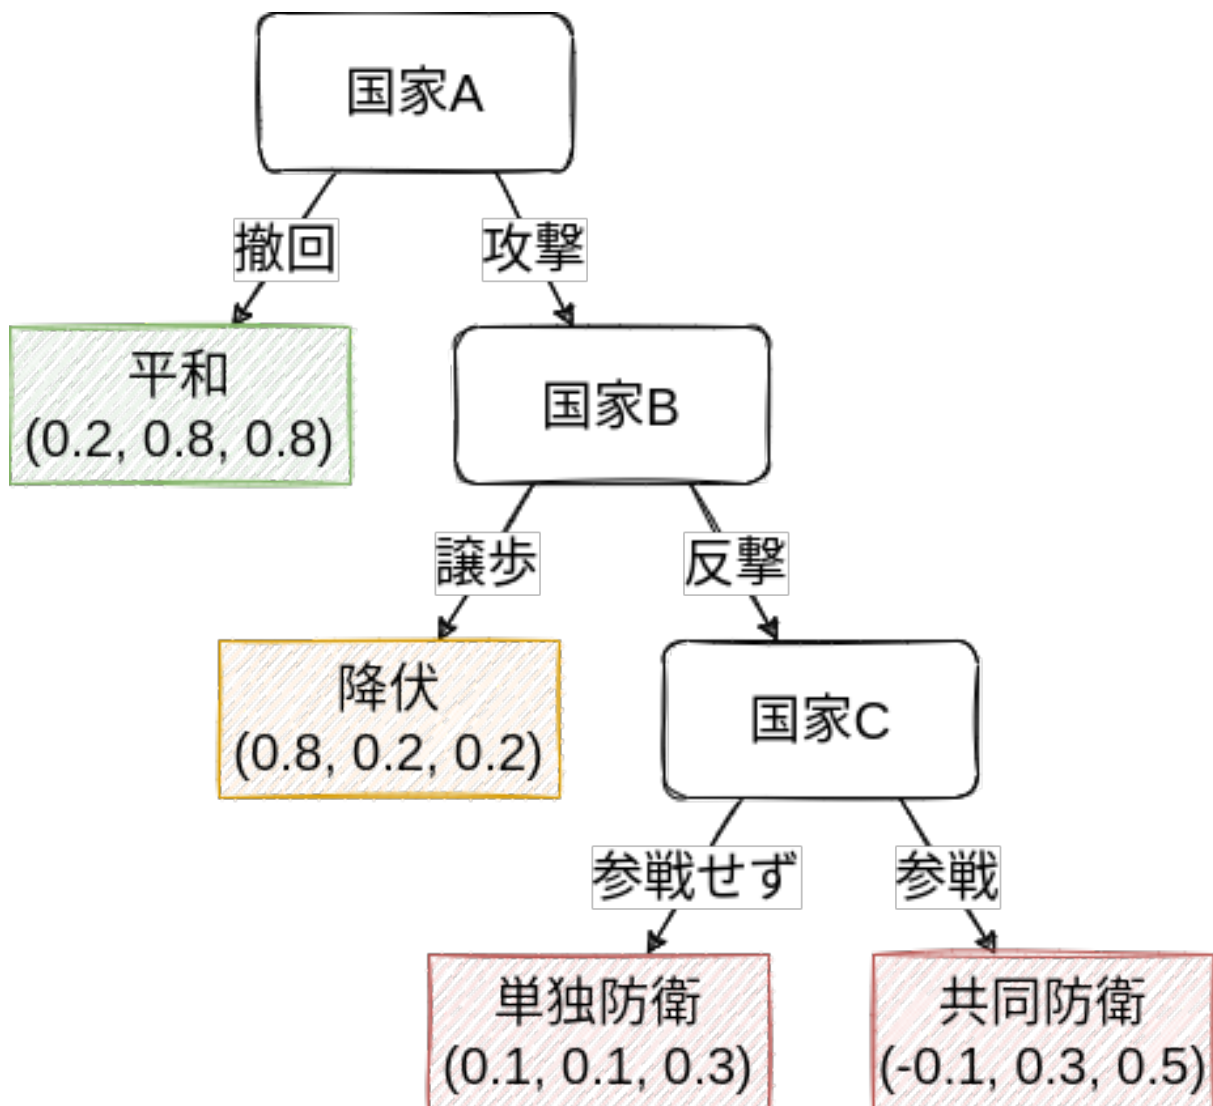 国家A
撤回
攻撃
平和
(0.2, 0.8, 0.8)
国家B
譲歩
反撃
降伏
(0.8, 0.2, 0.2)
国家C
参戦せず
参戦
単独防衛
(0.1, 0.1, 0.3)
共同防衛
(-0.1, 0.3, 0.5)